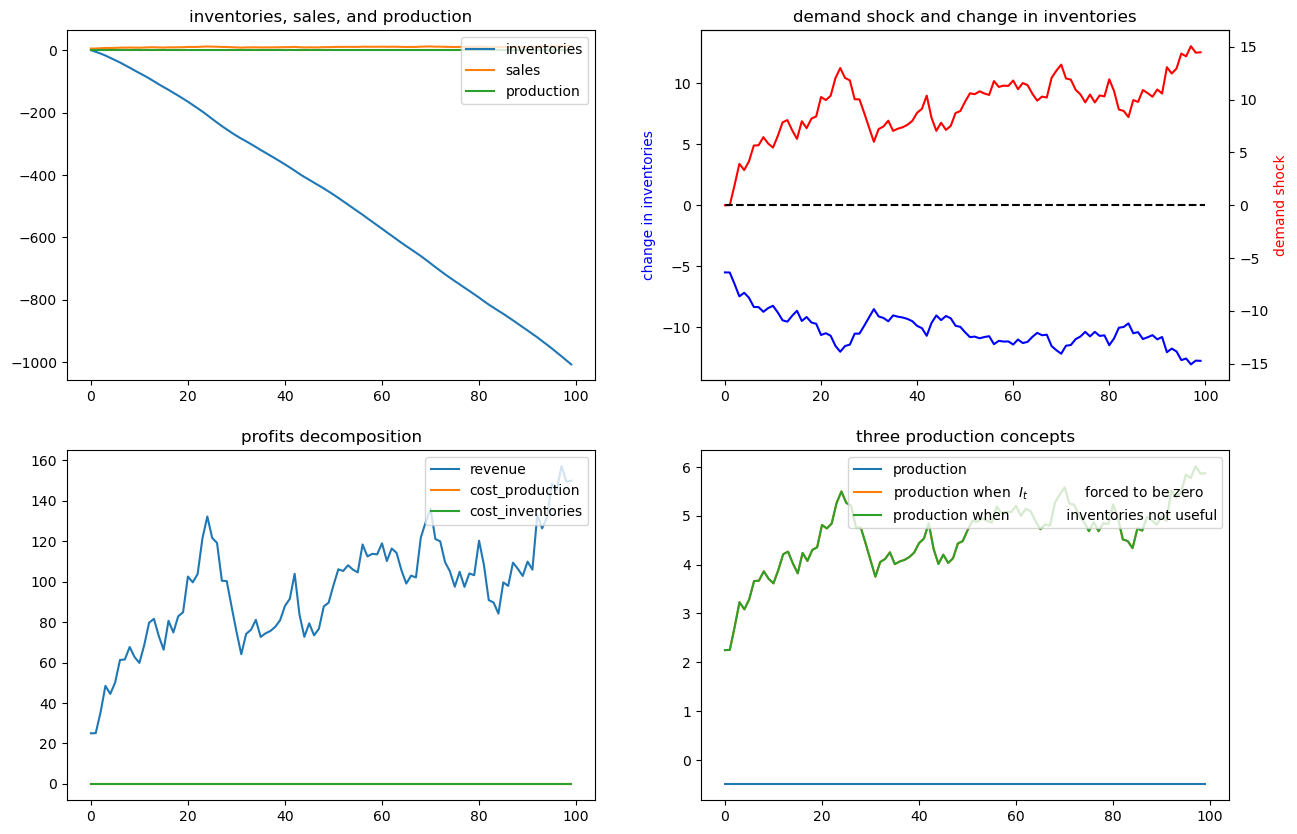 inventories, sales, and production
0
−200
−400
−600
−800
−1000
0 20 40 60 80 100
inventories
sales
production
demand shock and change in inventories
change in inventories
10
5
0
−5
−10
0 20 40 60 80 100
15
10
5
0
−5
−10
−15
demand shock
profits decomposition
160
140
120
100
80
60
40
20
0
0 20 40 60 80 100
revenue
cost_production
cost_inventories
three production concepts
6
5
4
3
2
1
0
0 20 40 60 80 100
production
production when I_t forced to be zero
production when inventories not useful